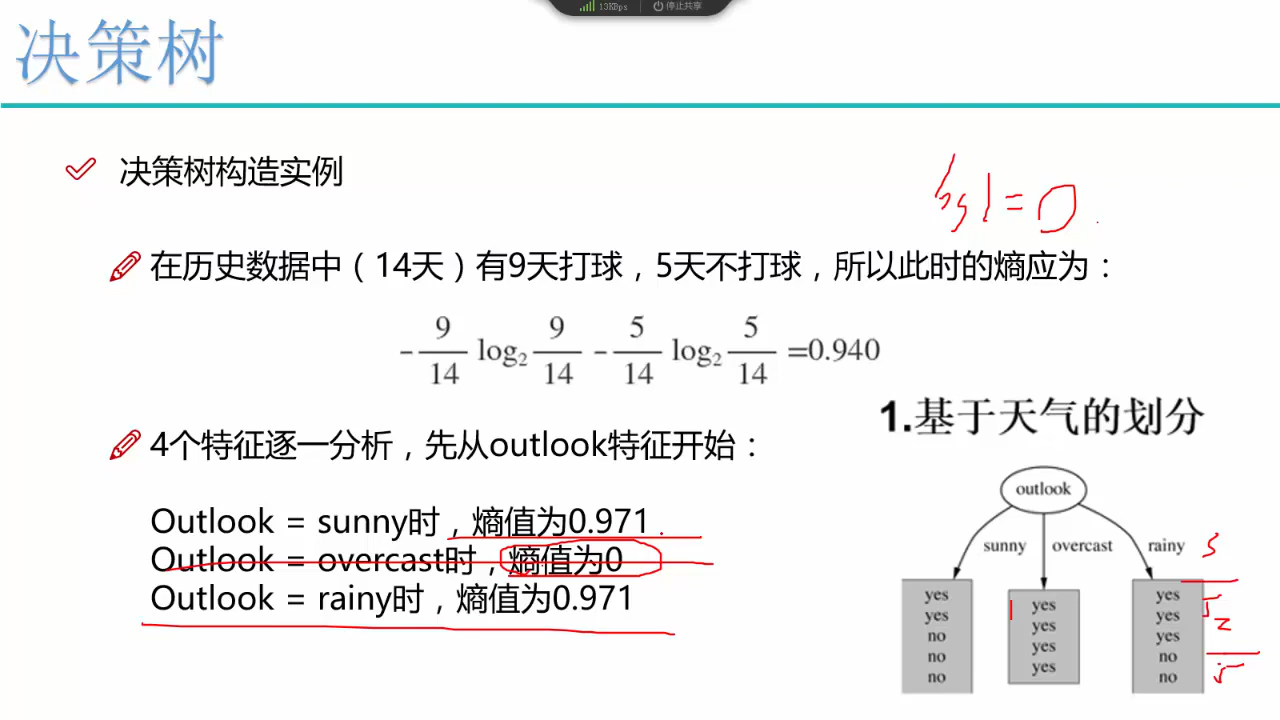 13KBps 停止共享
决策树
决策树构造实例
在历史数据中（14天）有9天打球，5天不打球，所以此时的熵应为：
-9/14 log2 9/14 -5/14 log2 5/14 =0.940
1.基于天气的划分
4个特征逐一分析，先从outlook特征开始：
Outlook = sunny时，熵值为0.971
Outlook = overcast时，熵值为0
Outlook = rainy时，熵值为0.971
outlook
sunny overcast rainy
yes
yes
no
no
no
yes
yes
yes
yes
yes
yes
yes
no
no